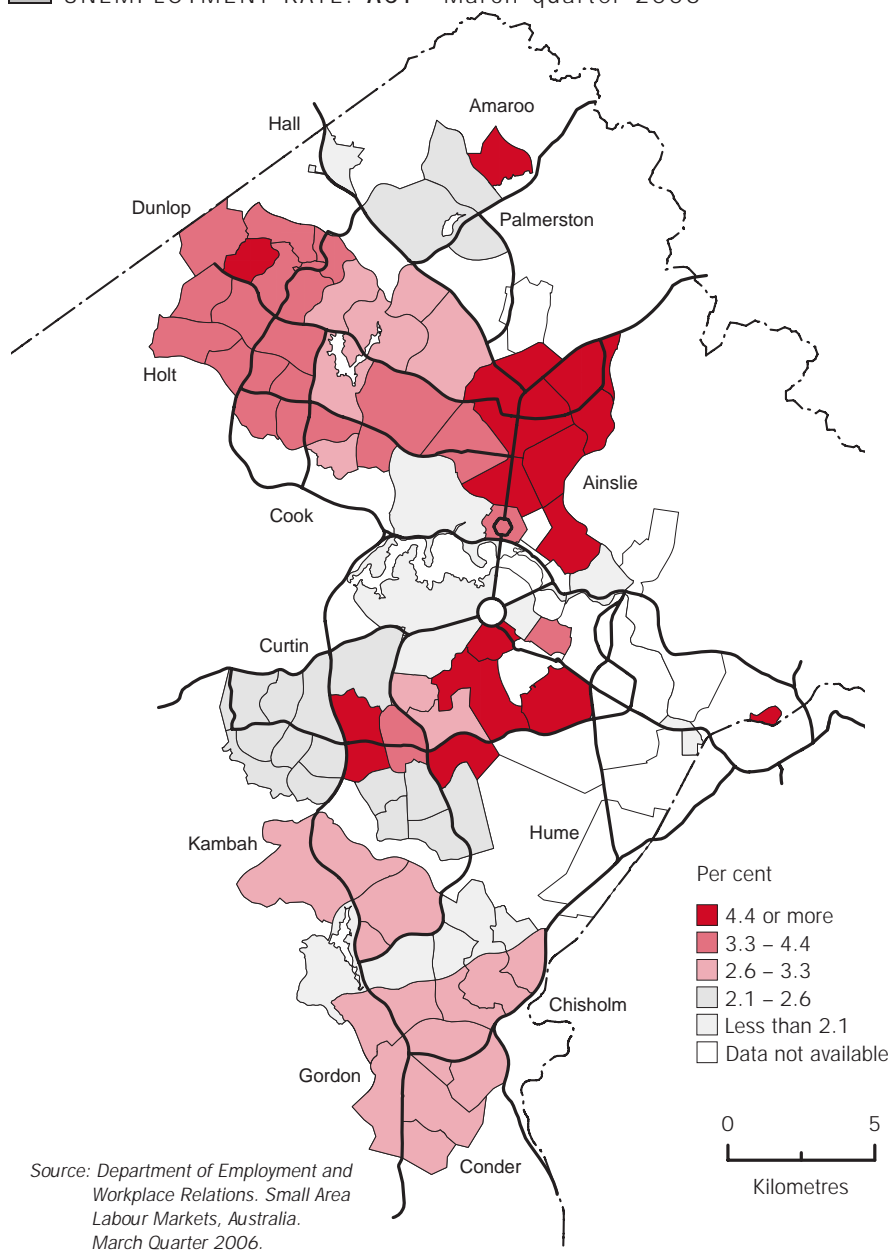 Amaroo
Hall
Dunlop
Palmerston
Holt
Ainslie
Cook
Curtin
Kambah
Hume
Per cent
4.4 or more
3.3 – 4.4
2.6 – 3.3
2.1 – 2.6
Less than 2.1
Data not available
Chisholm
Gordon
0 5
Kilometres
Conder
Source: Department of Employment and
Workplace Relations. Small Area
Labour Markets, Australia.
March Quarter 2006.